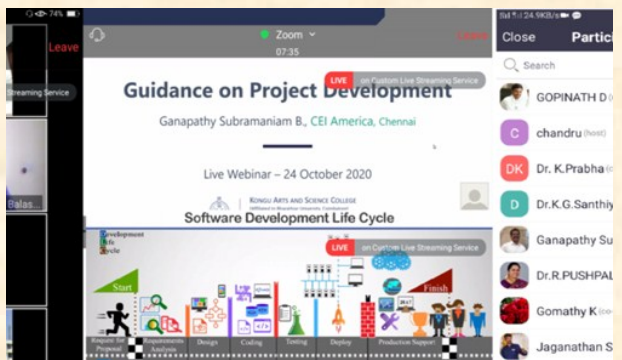 74%
Leave
Streaming Service
Balas...
Zoom
07:35
Leave
LIVE on Custom Live Streaming Service
Guidance on Project Development
Ganapathy Subramaniam B., CEI America, Chennai
Live Webinar – 24 October 2020
KONGU ARTS AND SCIENCE COLLEGE
Software Development Life Cycle
Development
Life
Cycle
LIVE on Custom Live Streaming Service
Start
Finish
Require for Proposal
Requirements Analysis
Design
Coding
Testing
Deploy
Production Support
24.9KB/s
Close
Partici
Search
GOPINATH D
C
chandru (host)
DK
Dr. K.Prabha
D
Dr.K.G.Santhiy
Ganapathy Su
Dr.R.PUSHPAL
Gomathy K
Jaganathan S